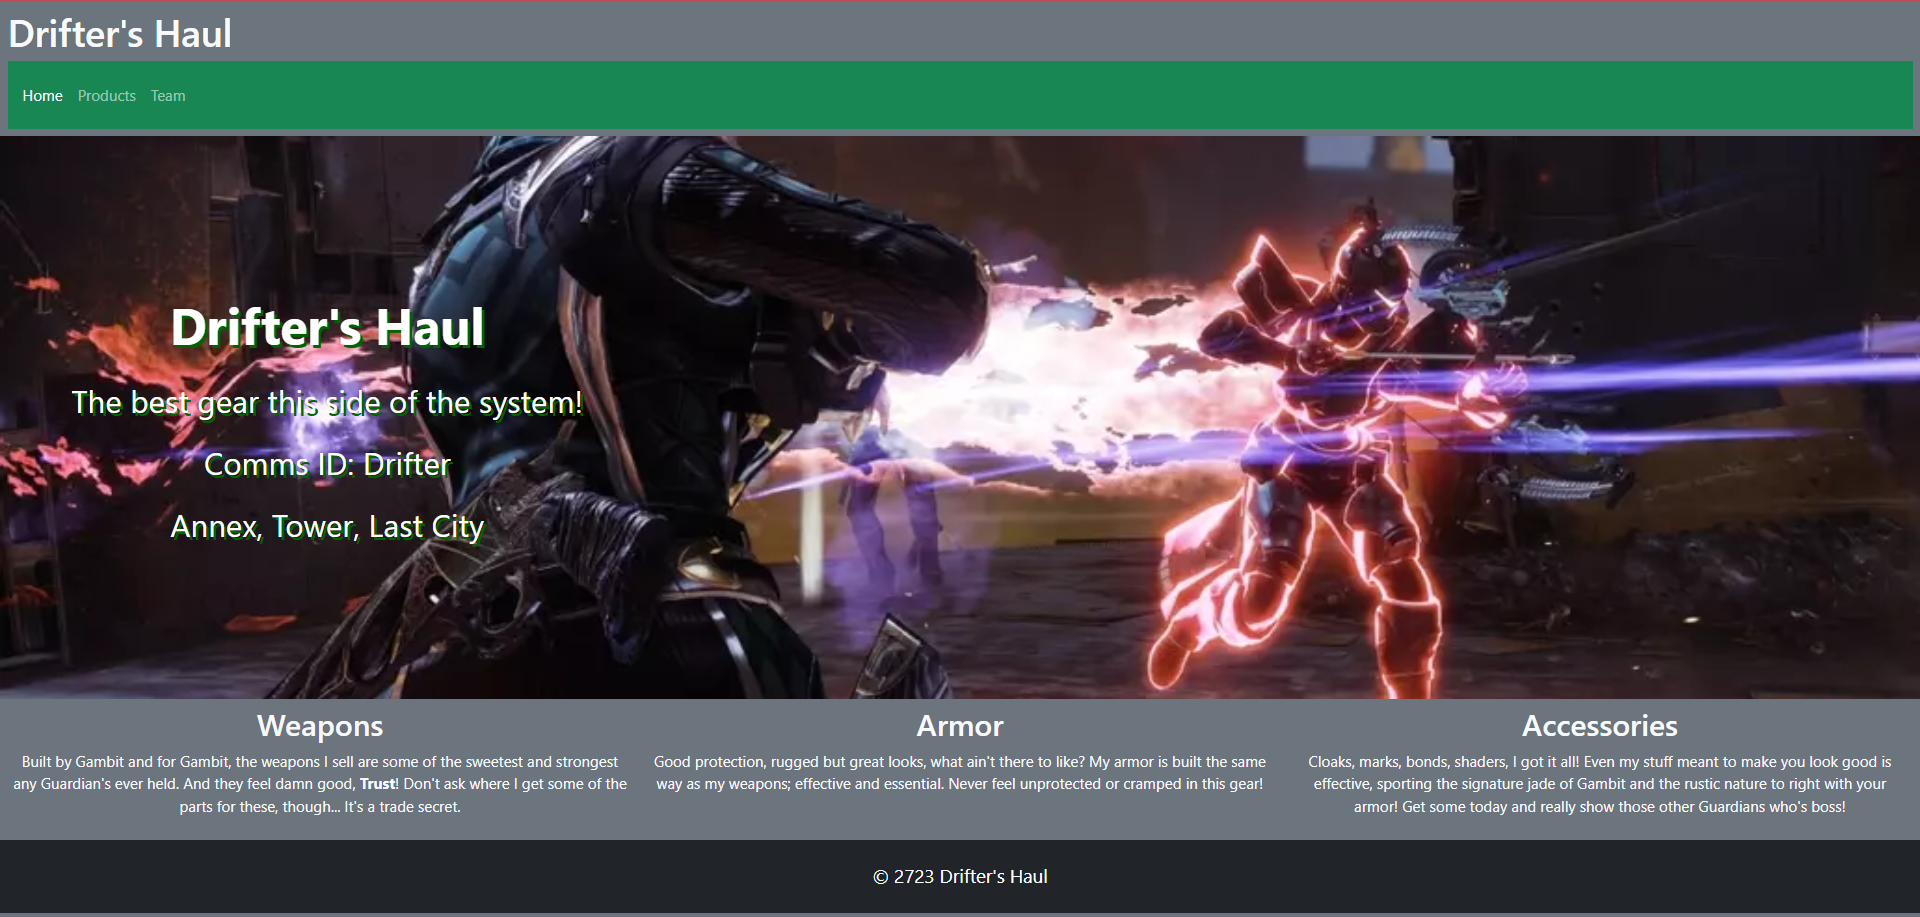 Drifter's Haul
Home Products Team
Drifter's Haul
The best gear this side of the system!
Comms ID: Drifter
Annex, Tower, Last City
Weapons
Built by Gambit and for Gambit, the weapons I sell are some of the sweetest and strongest
any Guardian's ever held. And they feel damn good, Trust! Don't ask where I get some of the
parts for these, though... It's a trade secret.
Armor
Good protection, rugged but great looks, what ain't there to like? My armor is built the same
way as my weapons; effective and essential. Never feel unprotected or cramped in this gear!
Accessories
Cloaks, marks, bonds, shaders, I got it all! Even my stuff meant to make you look good is
effective, sporting the signature jade of Gambit and the rustic nature to right with your
armor! Get some today and really show those other Guardians who's boss!
© 2723 Drifter's Haul